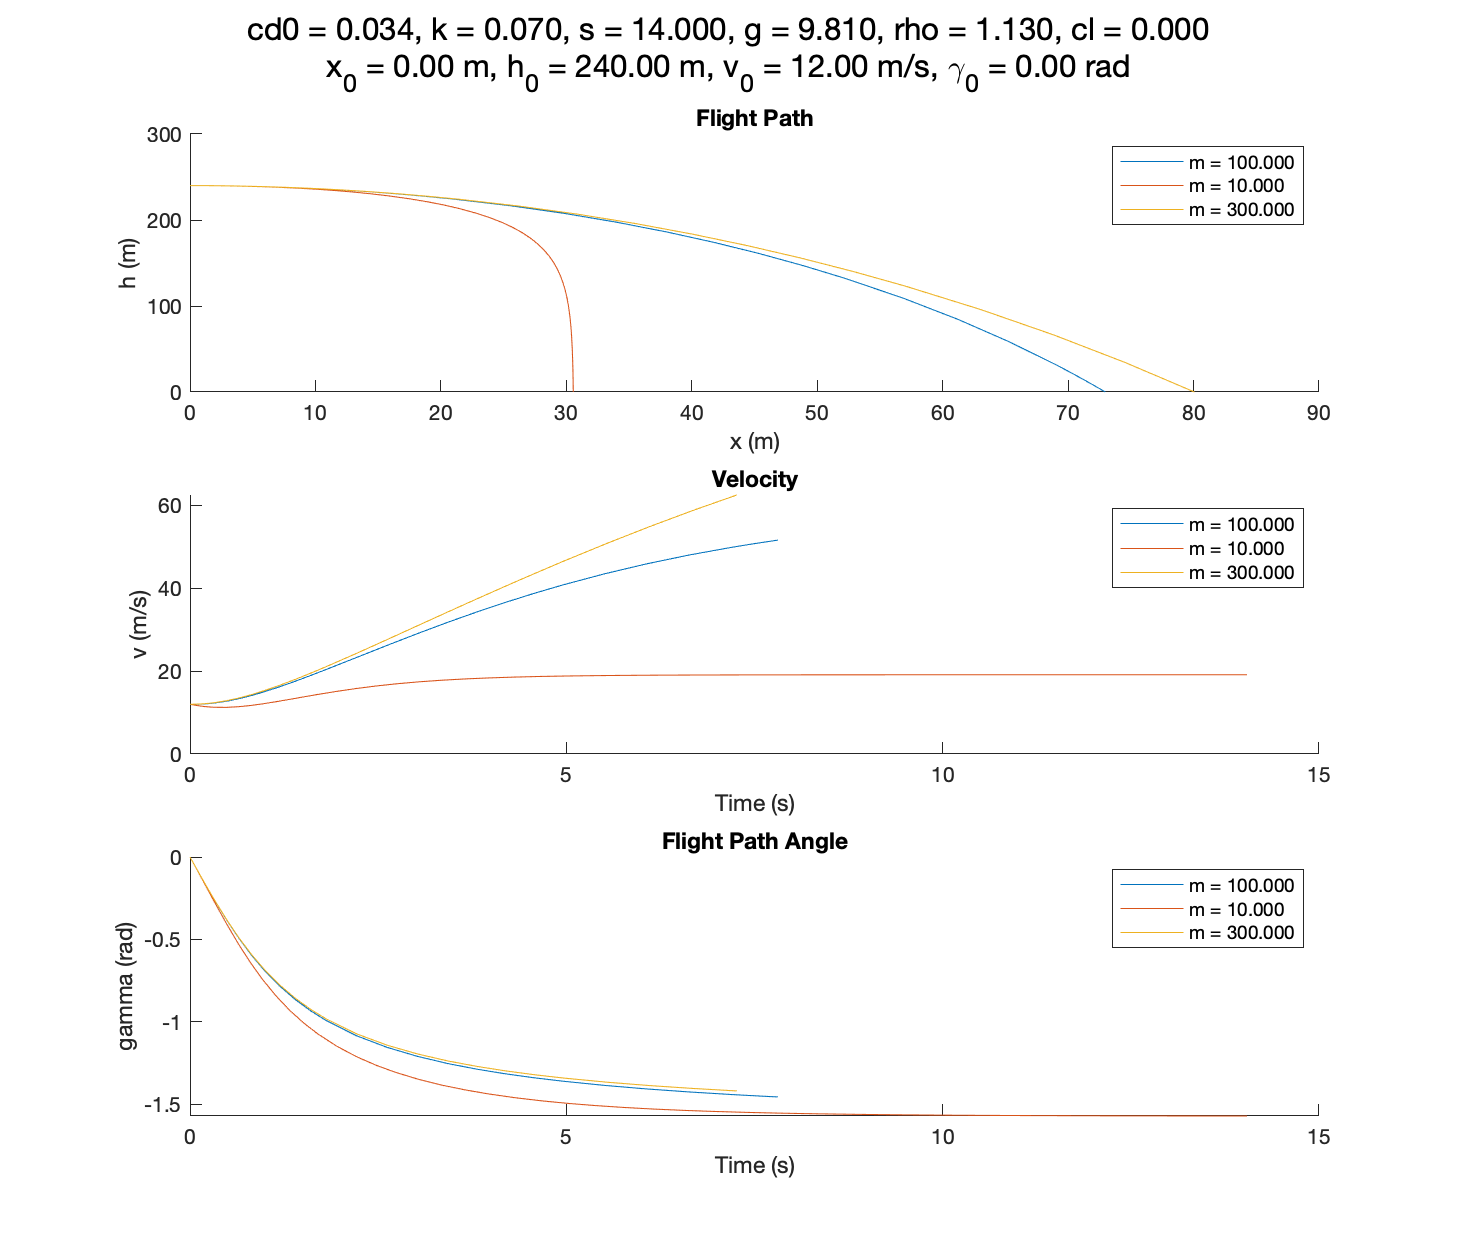 cd0 = 0.034, k = 0.070, s = 14.000, g = 9.810, rho = 1.130, cl = 0.000
x_0 = 0.00 m, h_0 = 240.00 m, v_0 = 12.00 m/s, γ_0 = 0.00 rad
Flight Path
300
200
100
0
h (m)
m = 100.000
m = 10.000
m = 300.000
0 10 20 30 40 50 60 70 80 90
x (m)
Velocity
60
40
20
0
v (m/s)
m = 100.000
m = 10.000
m = 300.000
0 5 10 15
Time (s)
Flight Path Angle
0
-0.5
-1
-1.5
gamma (rad)
m = 100.000
m = 10.000
m = 300.000
0 5 10 15
Time (s)